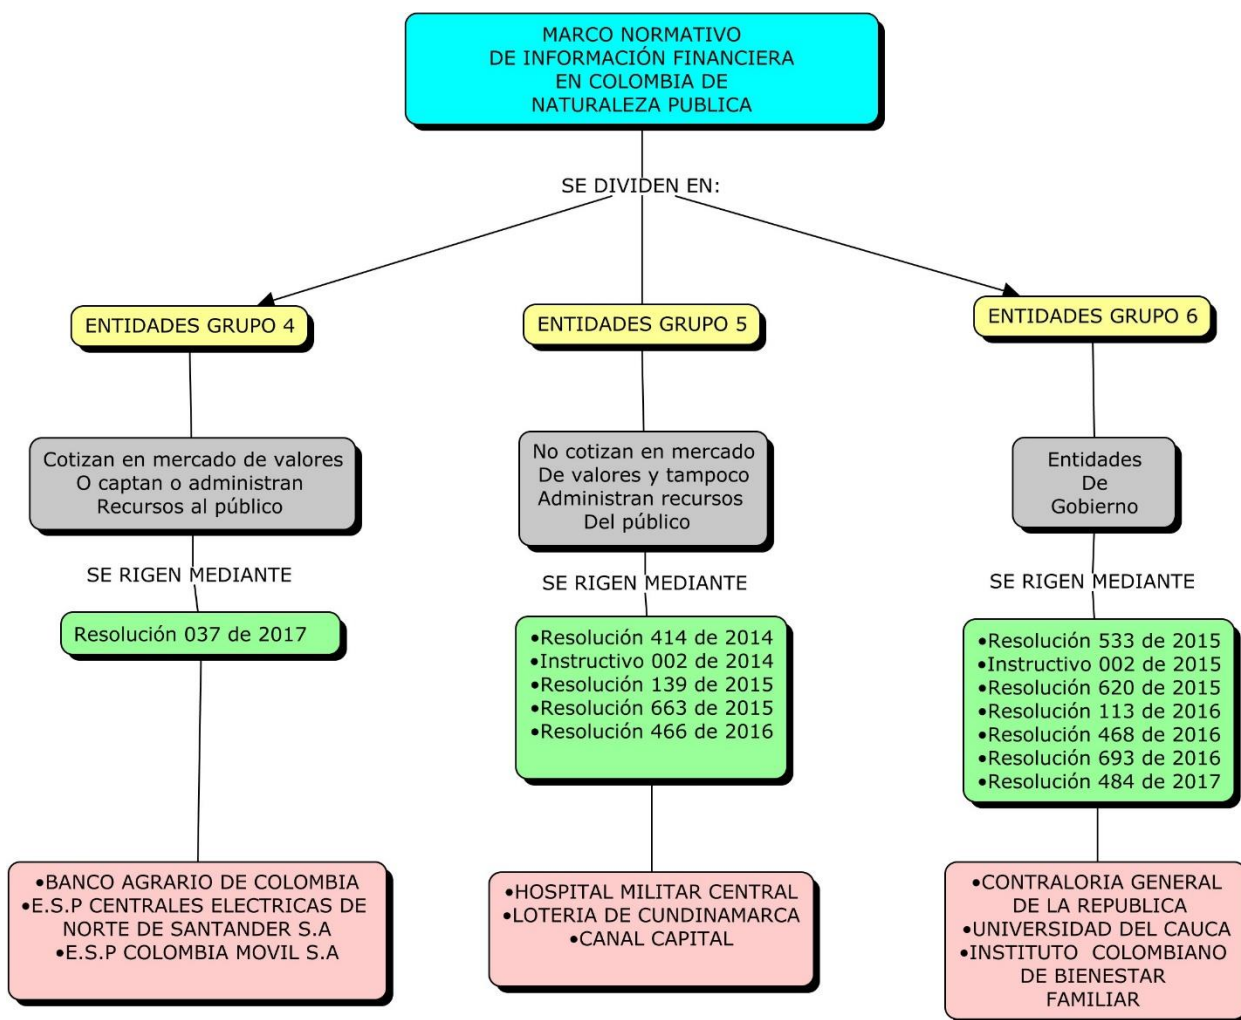 MARCO NORMATIVO
DE INFORMACIÓN FINANCIERA
EN COLOMBIA DE
NATURALEZA PUBLICA
SE DIVIDEN EN:
ENTIDADES GRUPO 4
Cotizan en mercado de valores
O captan o administran
Recursos al público
SE RIGEN MEDIANTE
Resolución 037 de 2017
•BANCO AGRARIO DE COLOMBIA
•E.S.P CENTRALES ELECTRICAS DE
NORTE DE SANTANDER S.A
•E.S.P COLOMBIA MOVIL S.A
ENTIDADES GRUPO 5
No cotizan en mercado
De valores y tampoco
Administran recursos
Del público
SE RIGEN MEDIANTE
•Resolución 414 de 2014
•Instructivo 002 de 2014
•Resolución 139 de 2015
•Resolución 663 de 2015
•Resolución 466 de 2016
•HOSPITAL MILITAR CENTRAL
•LOTERIA DE CUNDINAMARCA
•CANAL CAPITAL
ENTIDADES GRUPO 6
Entidades
De
Gobierno
SE RIGEN MEDIANTE
•Resolución 533 de 2015
•Instructivo 002 de 2015
•Resolución 620 de 2015
•Resolución 113 de 2016
•Resolución 468 de 2016
•Resolución 693 de 2016
•Resolución 484 de 2017
•CONTRALORIA GENERAL
DE LA REPUBLICA
•UNIVERSIDAD DEL CAUCA
•INSTITUTO COLOMBIANO
DE BIENESTAR
FAMILIAR